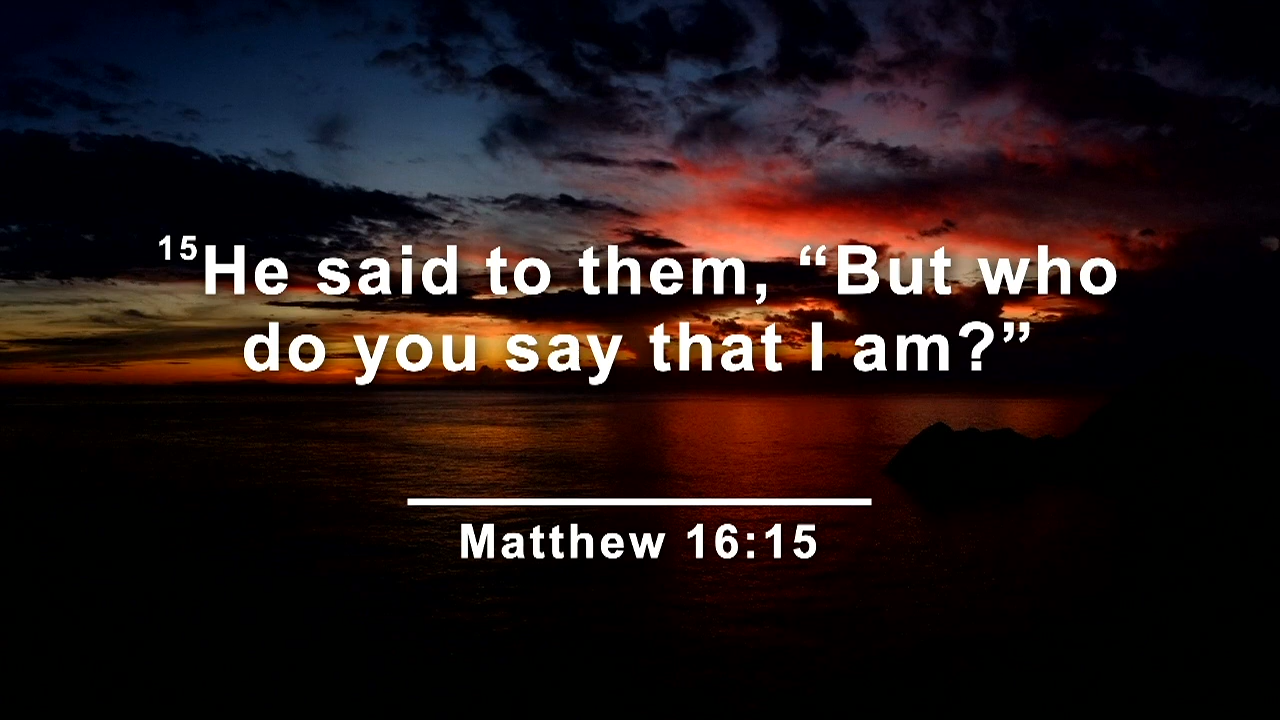 ¹⁵He said to them, “But who
do you say that I am?”
Matthew 16:15